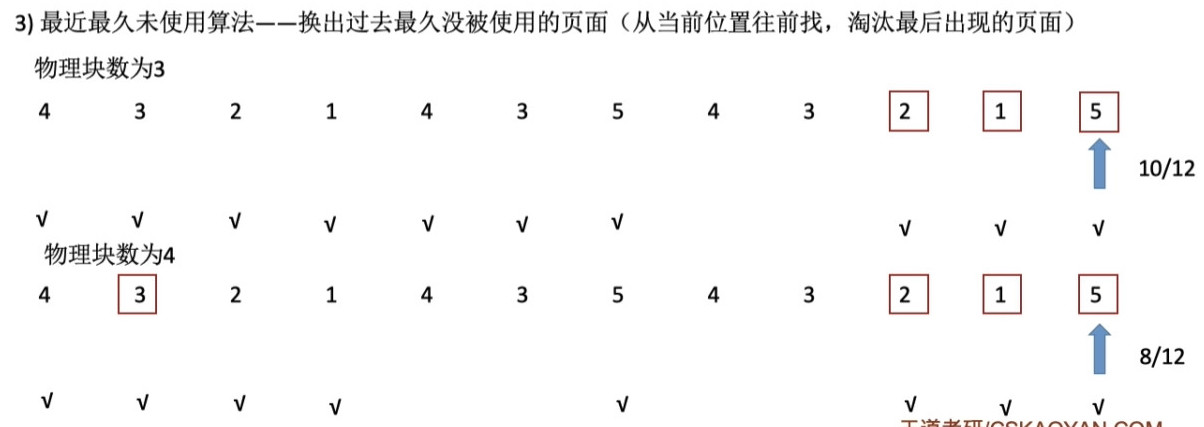 3) 最近最久未使用算法——换出过去最久没被使用的页面（从当前位置往前找，淘汰最后出现的页面）
物理块数为3
4 3 2 1 4 3 5 4 3 2 1 5
10/12
√ √ √ √ √ √ √ √ √ √
物理块数为4
4 3 2 1 4 3 5 4 3 2 1 5
8/12
√ √ √ √ √ √ √ √
王道考研/CSKAOYAN.COM